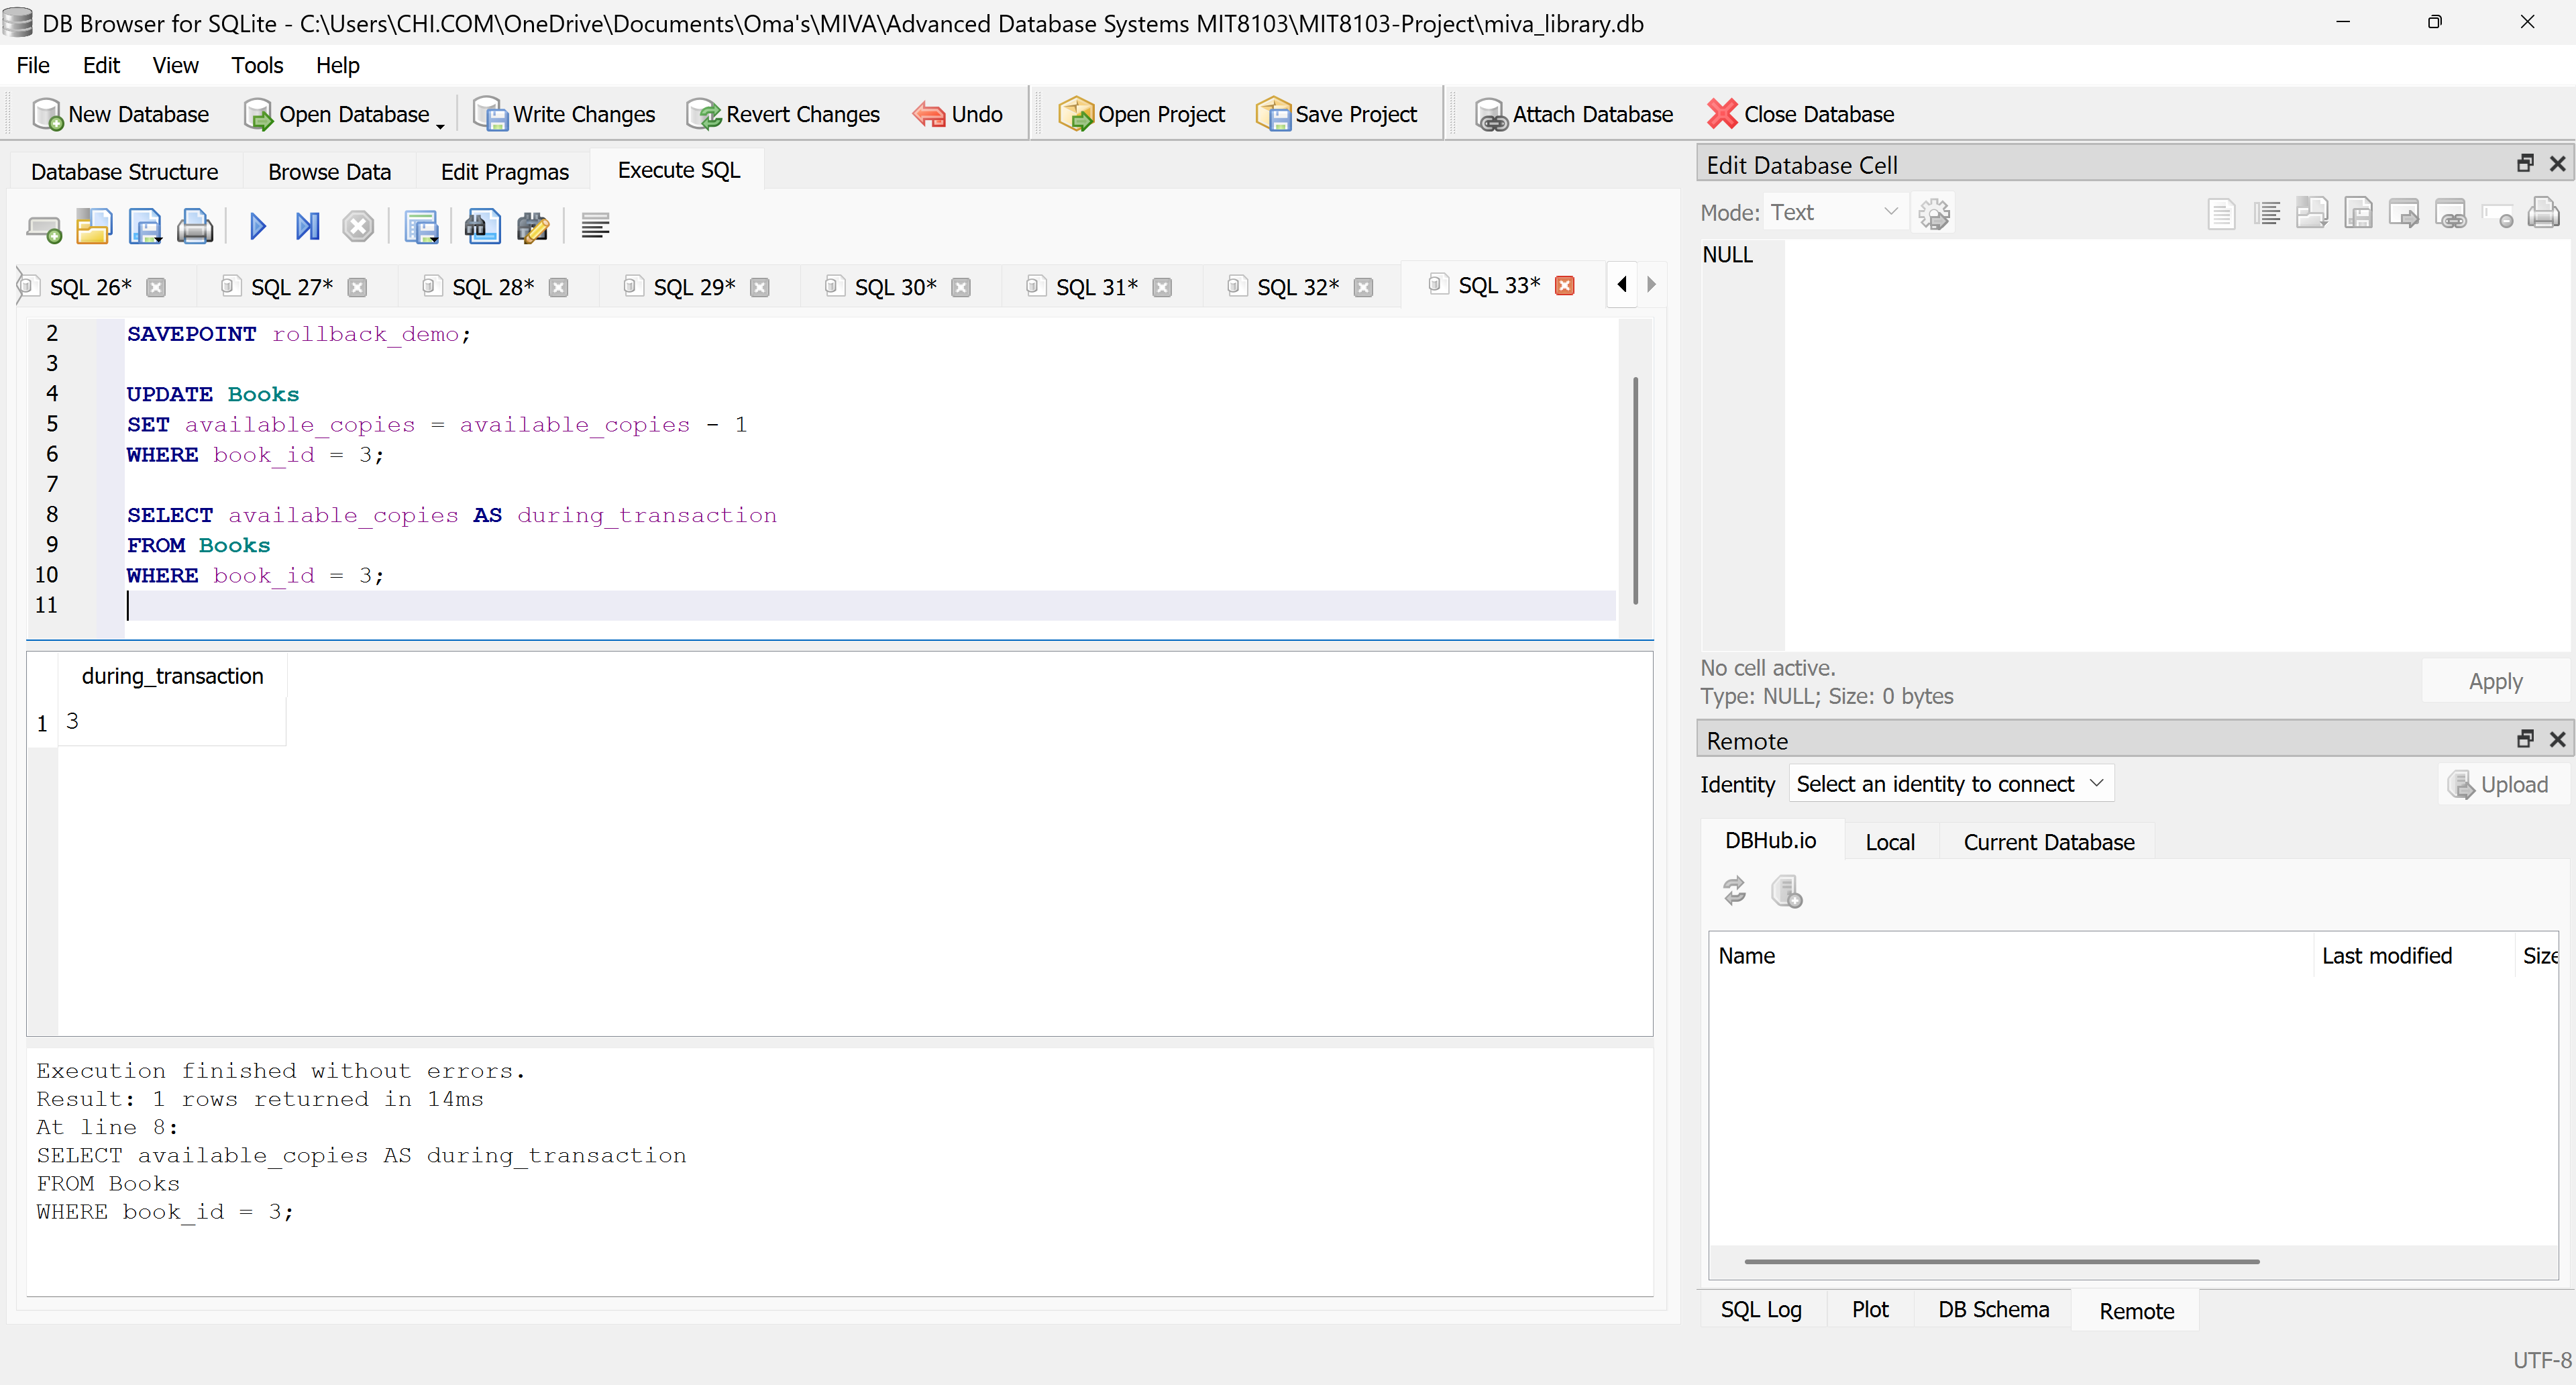 DB Browser for SQLite - C:\Users\CHI.COM\OneDrive\Documents\Oma's\MIVA\Advanced Database Systems MIT8103\MIT8103-Project\miva_library.db
File Edit View Tools Help
New Database Open Database Write Changes Revert Changes Undo Open Project Save Project Attach Database Close Database
Database Structure Browse Data Edit Pragmas Execute SQL
SQL 26* SQL 27* SQL 28* SQL 29* SQL 30* SQL 31* SQL 32* SQL 33*
2 SAVEPOINT rollback_demo;
3
4 UPDATE Books
5 SET available_copies = available_copies - 1
6 WHERE book_id = 3;
7
8 SELECT available_copies AS during_transaction
9 FROM Books
10 WHERE book_id = 3;
11
during_transaction
1 3
Execution finished without errors.
Result: 1 rows returned in 14ms
At line 8:
SELECT available_copies AS during_transaction
FROM Books
WHERE book_id = 3;
Edit Database Cell
Mode: Text
NULL
No cell active.
Type: NULL; Size: 0 bytes
Apply
Remote
Identity Select an identity to connect Upload
DBHub.io Local Current Database
Name Last modified Size
SQL Log Plot DB Schema Remote
UTF-8